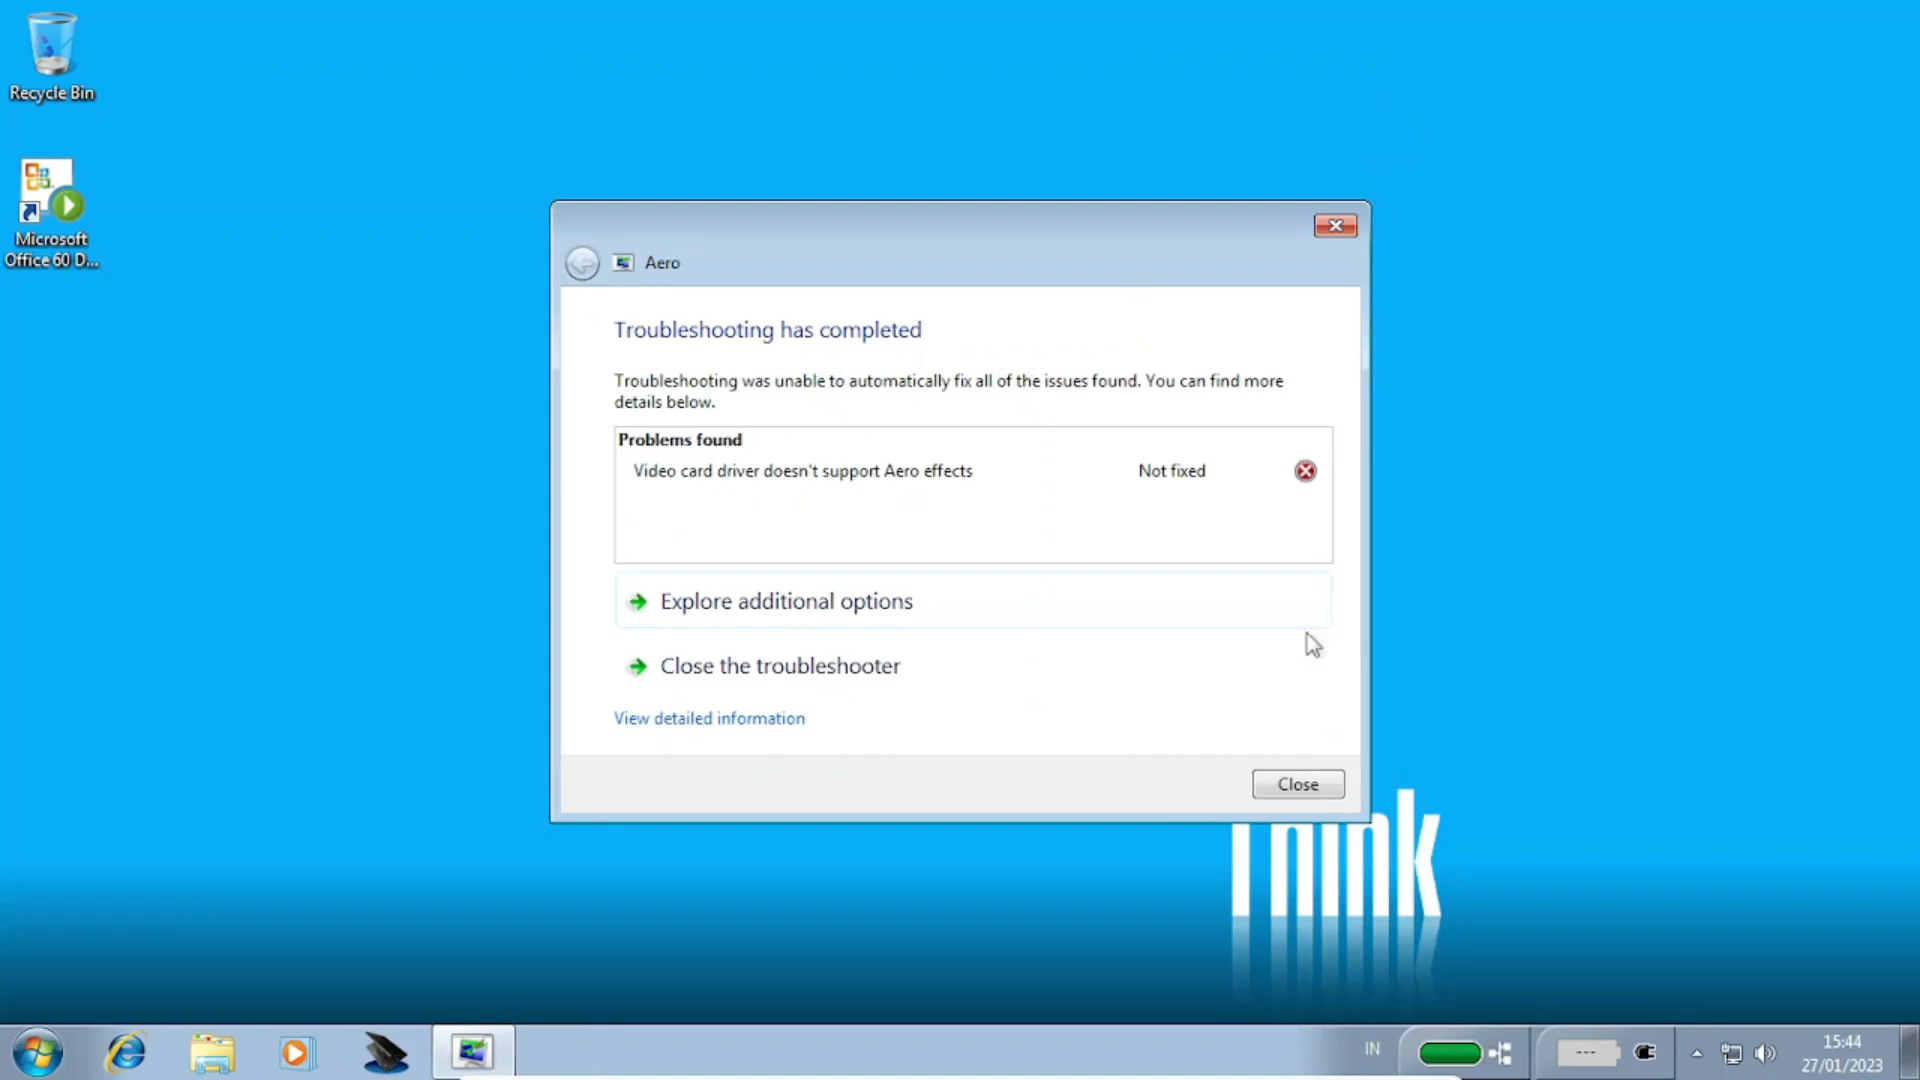 Recycle Bin
Microsoft
Office 60 D...
Aero
Troubleshooting has completed
Troubleshooting was unable to automatically fix all of the issues found. You can find more
details below.
Problems found
Video card driver doesn't support Aero effects Not fixed
Explore additional options
Close the troubleshooter
View detailed information
Close
Think
IN
---
15:44
27/01/2023